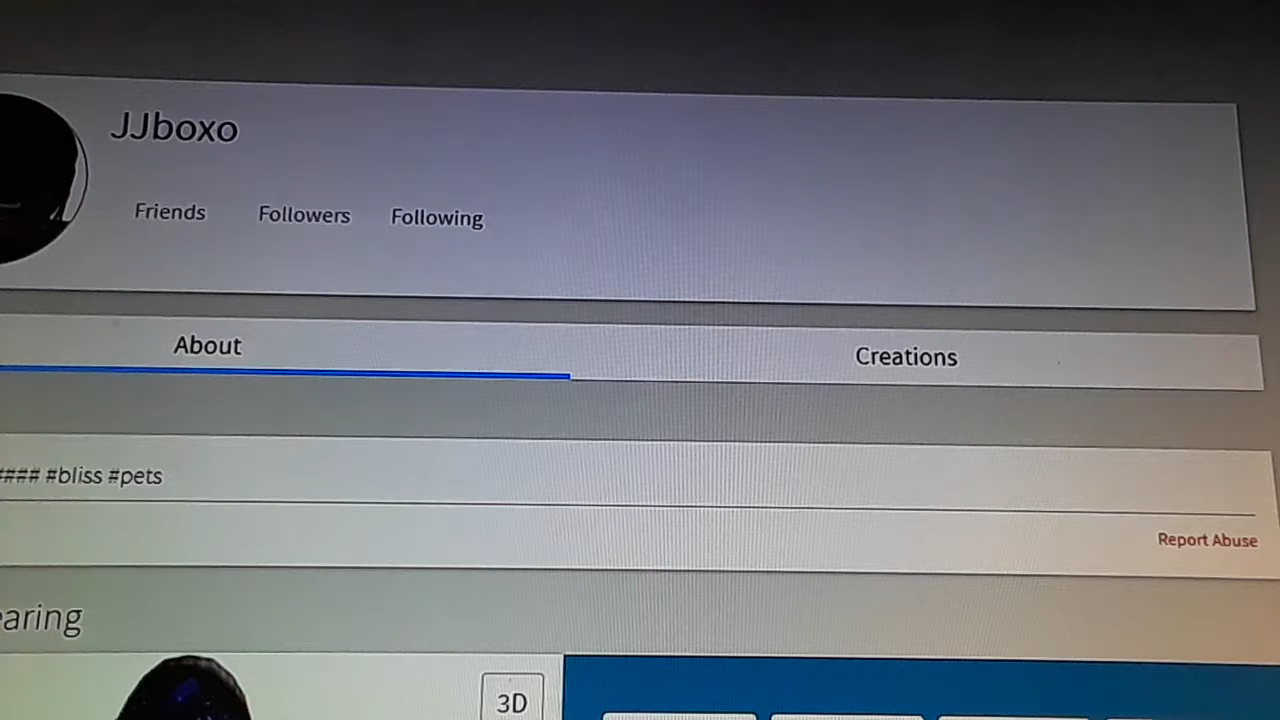 JJboxo
Friends Followers Following
About Creations
#### #bliss #pets
Report Abuse
earing
3D